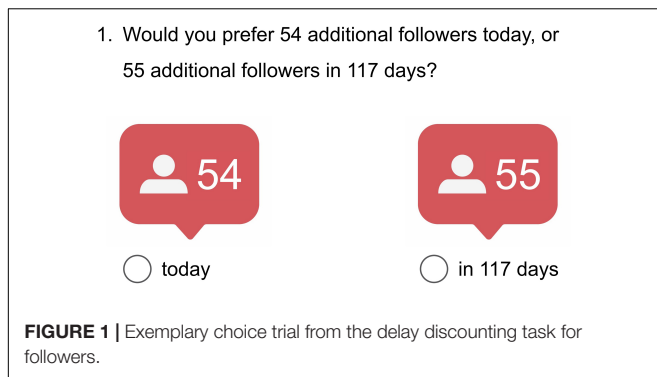 1. Would you prefer 54 additional followers today, or
55 additional followers in 117 days?
54
55
today
in 117 days
FIGURE 1 | Exemplary choice trial from the delay discounting task for
followers.